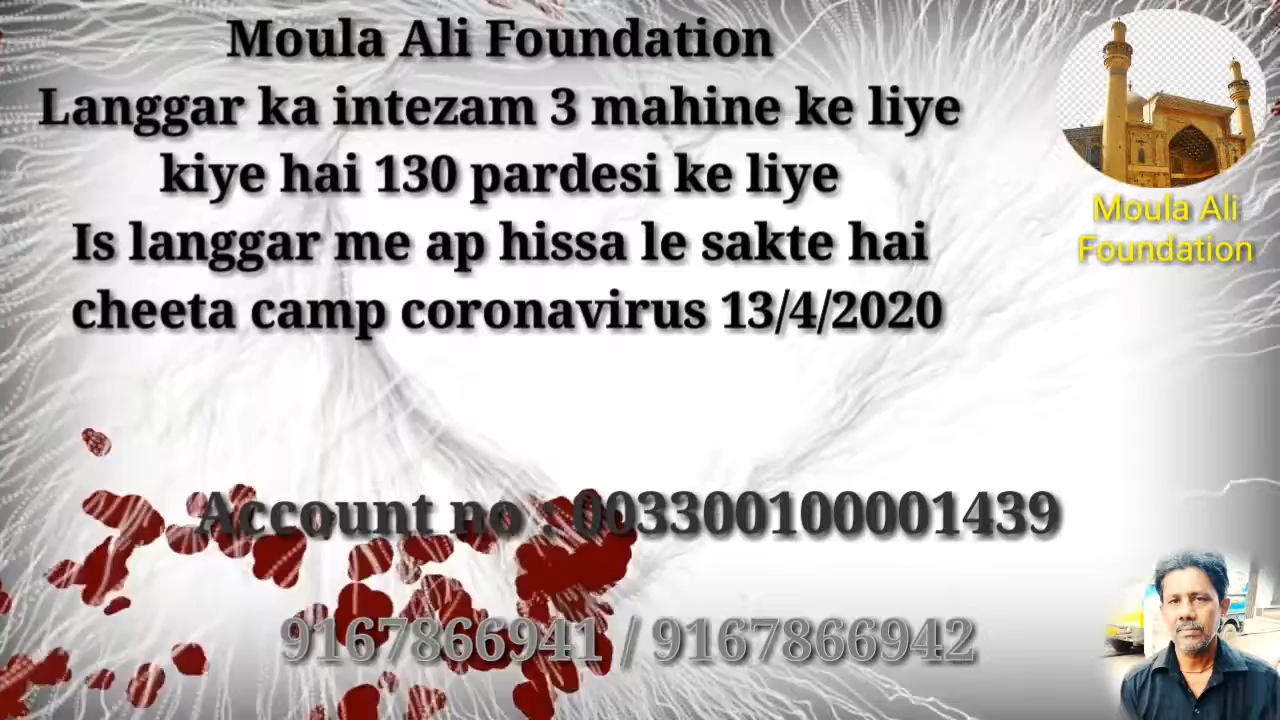 Moula Ali Foundation
Langgar ka intezam 3 mahine ke liye
kiye hai 130 pardesi ke liye
Is langgar me ap hissa le sakte hai
cheeta camp coronavirus 13/4/2020
Moula Ali
Foundation
Account no : 003300100001439
9167866941 / 9167866942